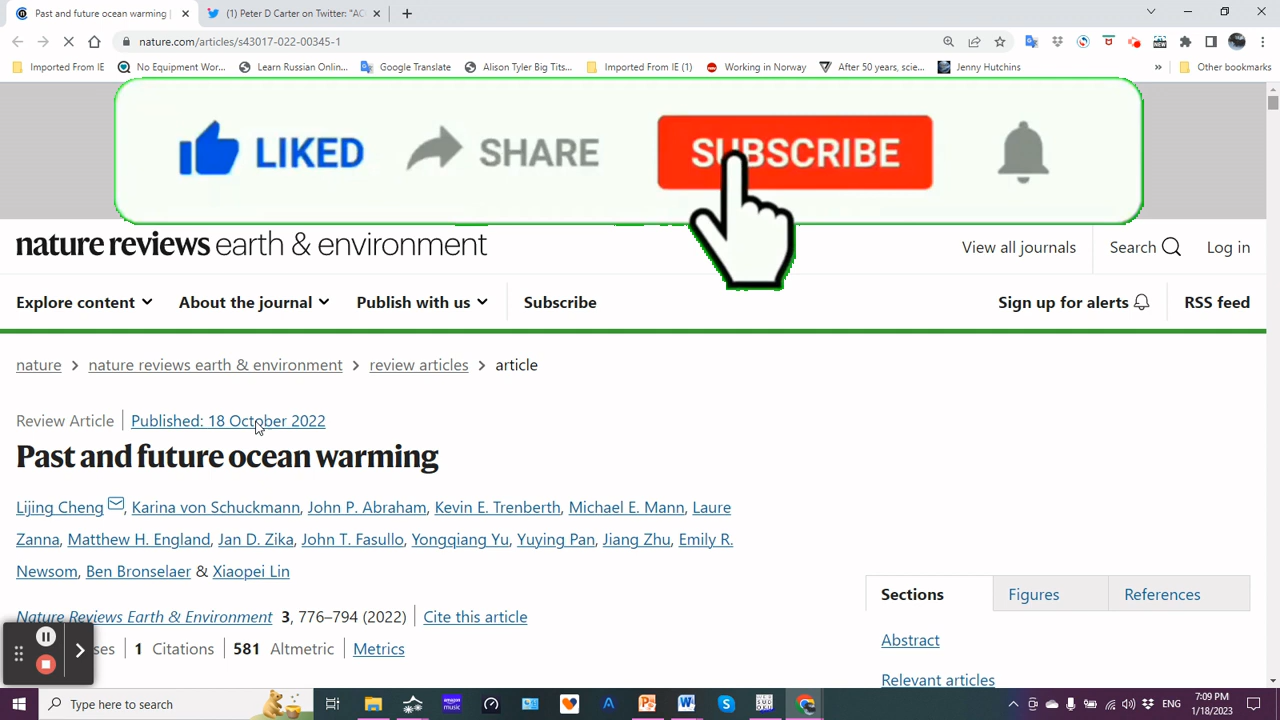 Past and future ocean warming |
(1) Peter D Carter on Twitter: "AC
nature.com/articles/s43017-022-00345-1
Imported From IE
No Equipment Wor...
Learn Russian Onlin...
Google Translate
Alison Tyler Big Tits...
Imported From IE (1)
Working in Norway
After 50 years, scie...
Jenny Hutchins
»
Other bookmarks
LIKED
SHARE
SUBSCRIBE
nature reviews earth & environment
View all journals
Search
Log in
Explore content
About the journal
Publish with us
Subscribe
Sign up for alerts
RSS feed
nature > nature reviews earth & environment > review articles > article
Review Article | Published: 18 October 2022
Past and future ocean warming
Lijing Cheng, Karina von Schuckmann, John P. Abraham, Kevin E. Trenberth, Michael E. Mann, Laure
Zanna, Matthew H. England, Jan D. Zika, John T. Fasullo, Yongqiang Yu, Yuying Pan, Jiang Zhu, Emily R.
Newsom, Ben Bronselaer & Xiaopei Lin
Nature Reviews Earth & Environment 3, 776–794 (2022) | Cite this article
1 Citations | 581 Altmetric | Metrics
Sections
Figures
References
Abstract
Relevant articles
Type here to search
ENG
7:09 PM
1/18/2023